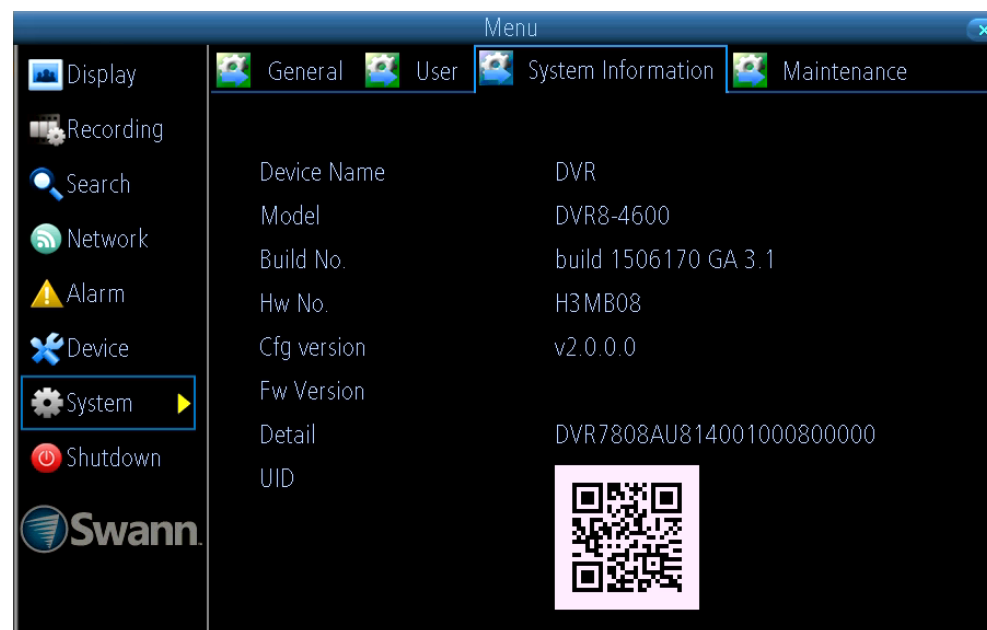 Menu
Display
Recording
Search
Network
Alarm
Device
System
Shutdown
Swann
General User System Information Maintenance
Device Name DVR
Model DVR8-4600
Build No. build 1506170 GA 3.1
Hw No. H3MB08
Cfg version v2.0.0.0
Fw Version
Detail DVR7808AU814001000800000
UID